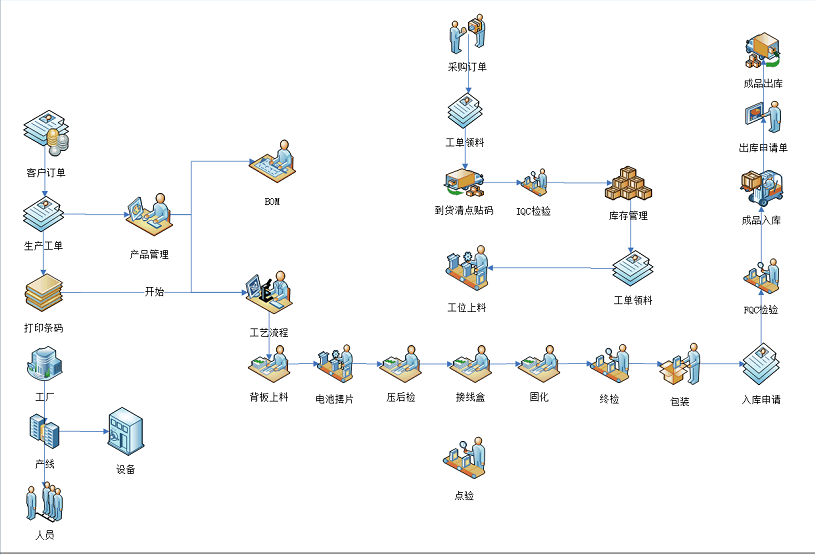 采购订单
成品出库
工单领料
出库申请单
客户订单
BOM
到货清点贴码
IQC检验
库存管理
成品入库
生产工单
产品管理
开始
工位上料
工单领料
FQC检验
打印条码
工艺流程
工厂
背板上料
电池摆片
压后检
接线盒
固化
终检
包装
入库申请
产线
设备
点验
人员